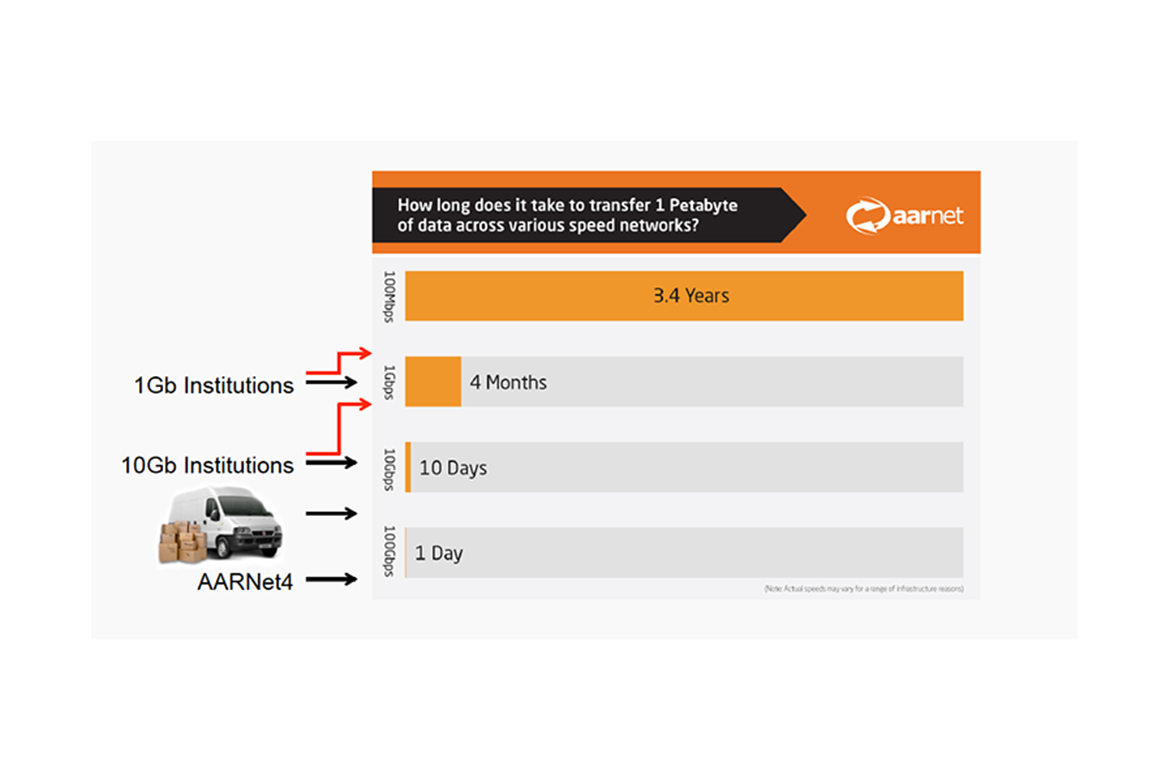 How long does it take to transfer 1 Petabyte
of data across various speed networks?
aarnet
100Mbps
3.4 Years
1Gb Institutions
1Gbps
4 Months
10Gb Institutions
10Gbps
10 Days
100Gbps
1 Day
AARNet4
(Note: Actual speeds may vary for a range of infrastructure reasons)